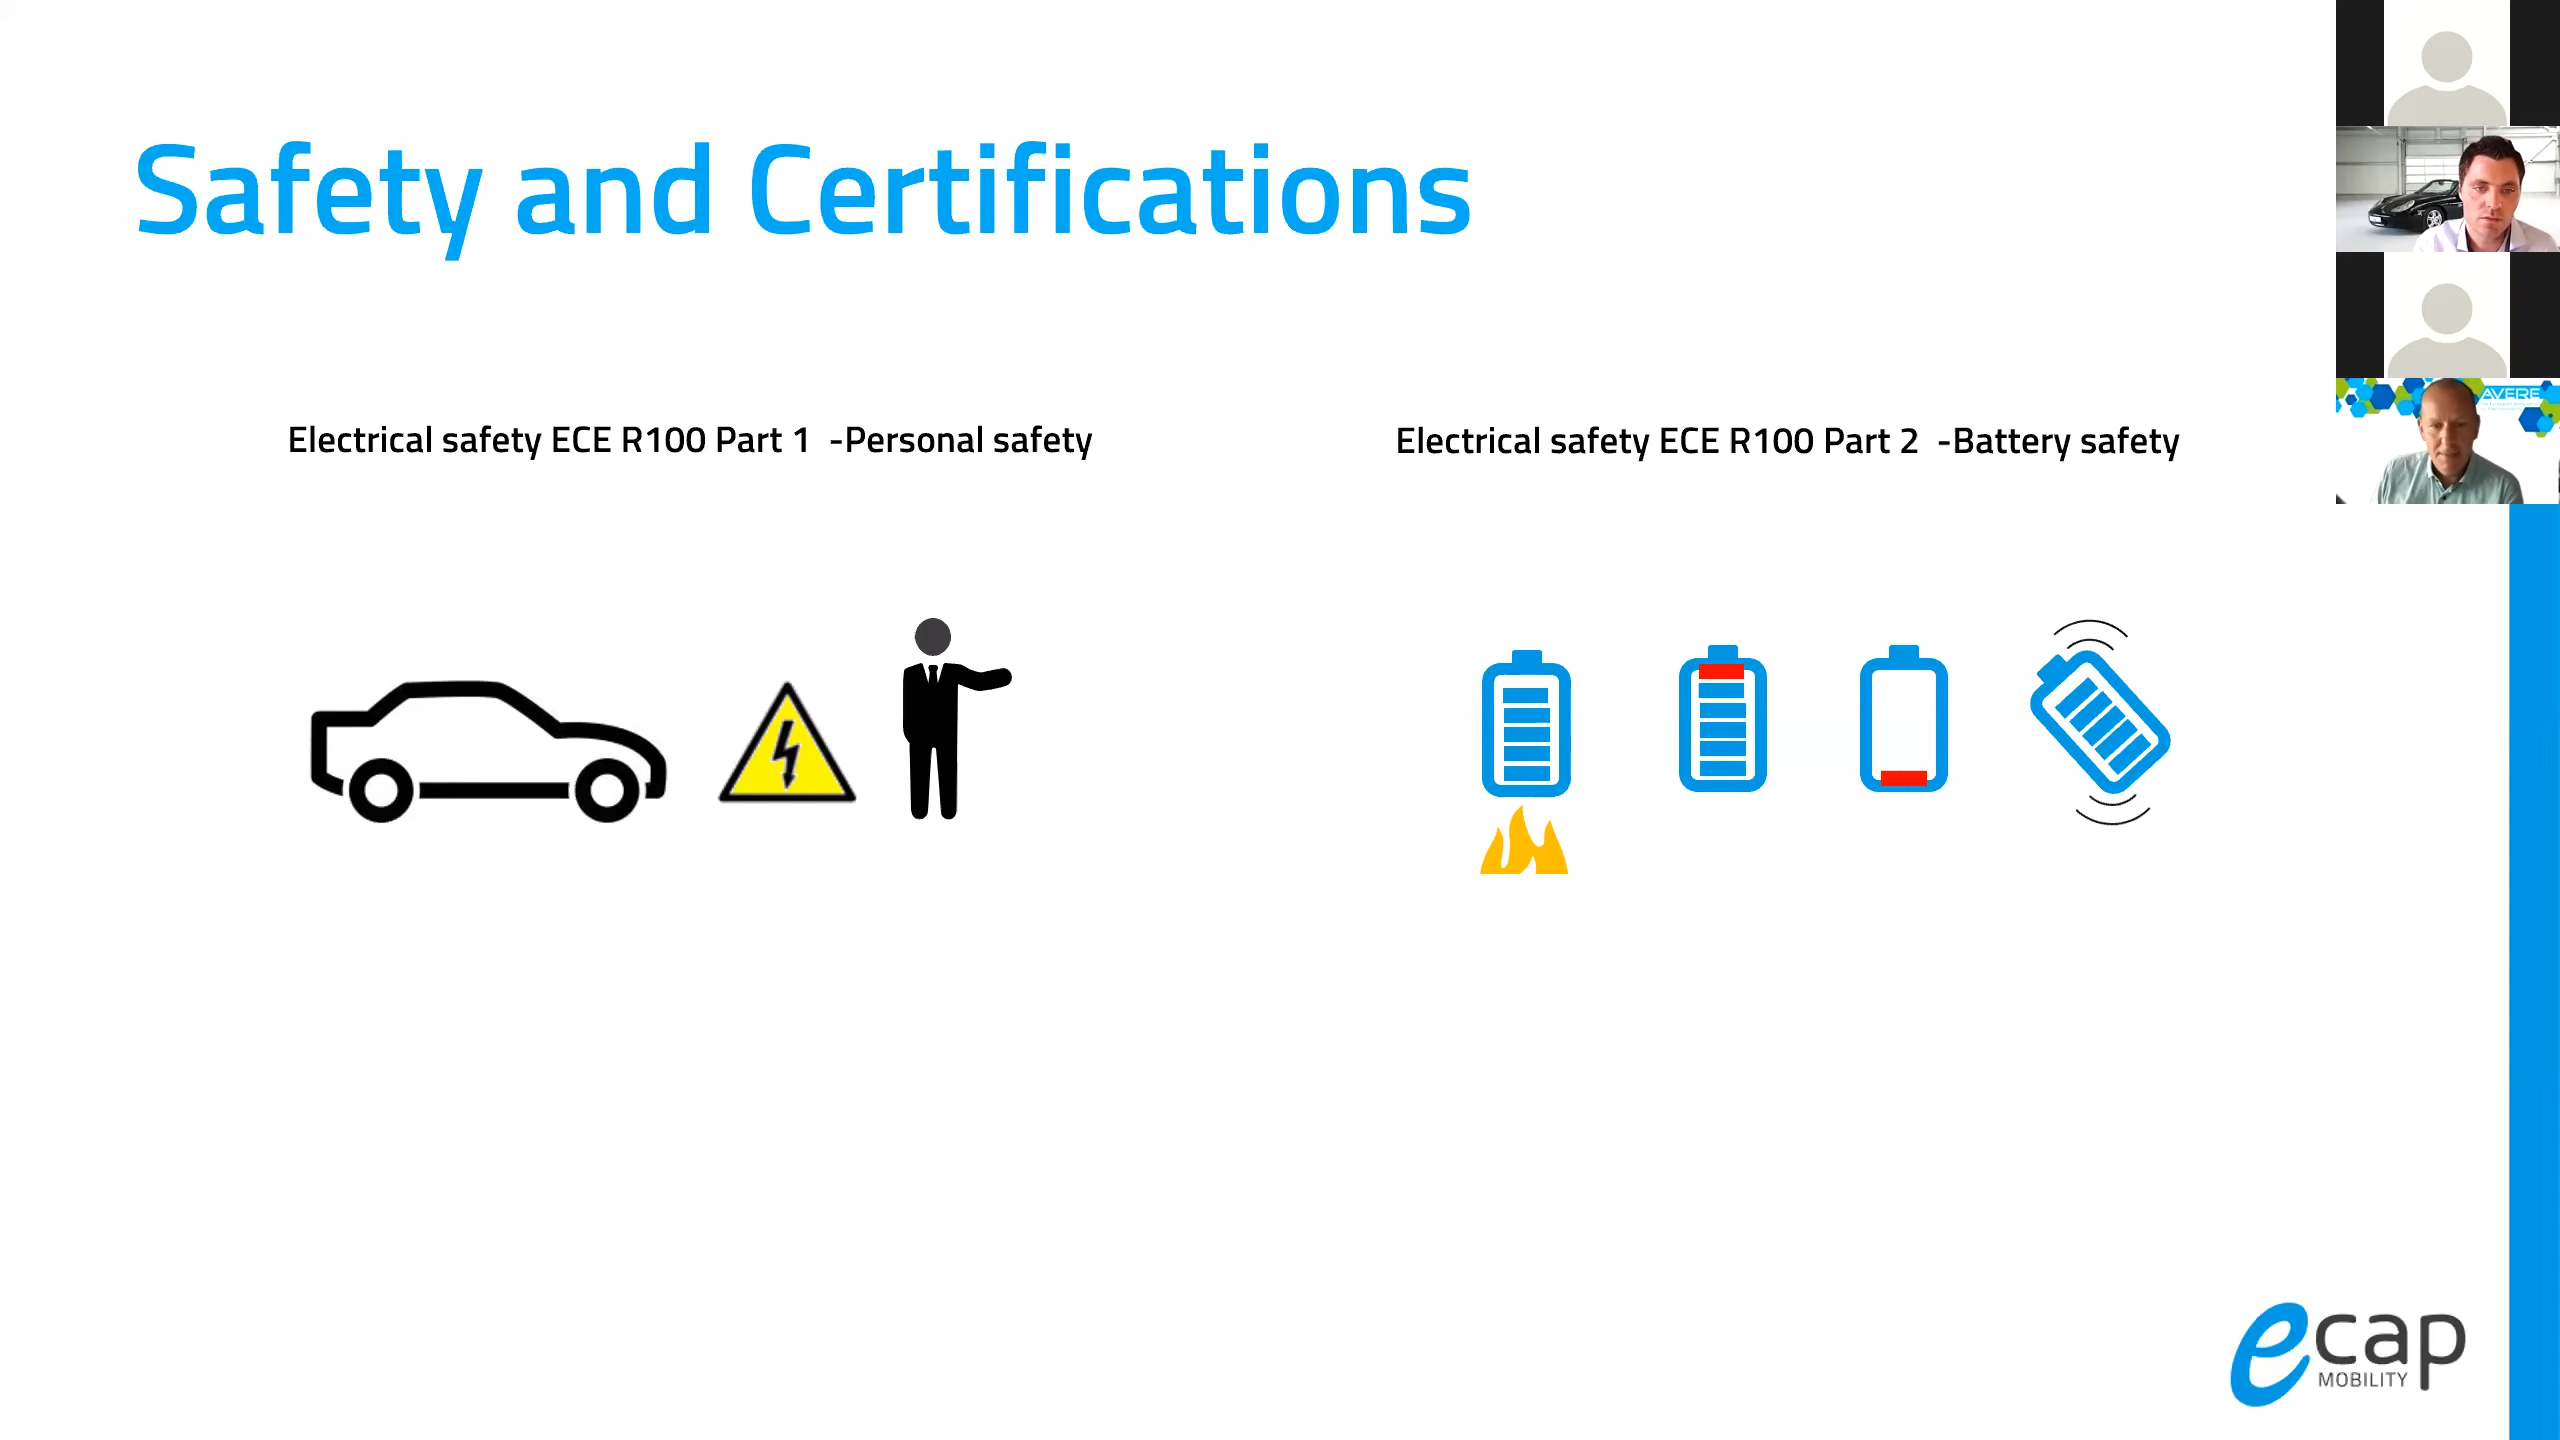 Safety and Certifications
Electrical safety ECE R100 Part 1 -Personal safety
Electrical safety ECE R100 Part 2 -Battery safety
AVERE
ecap
MOBILITY